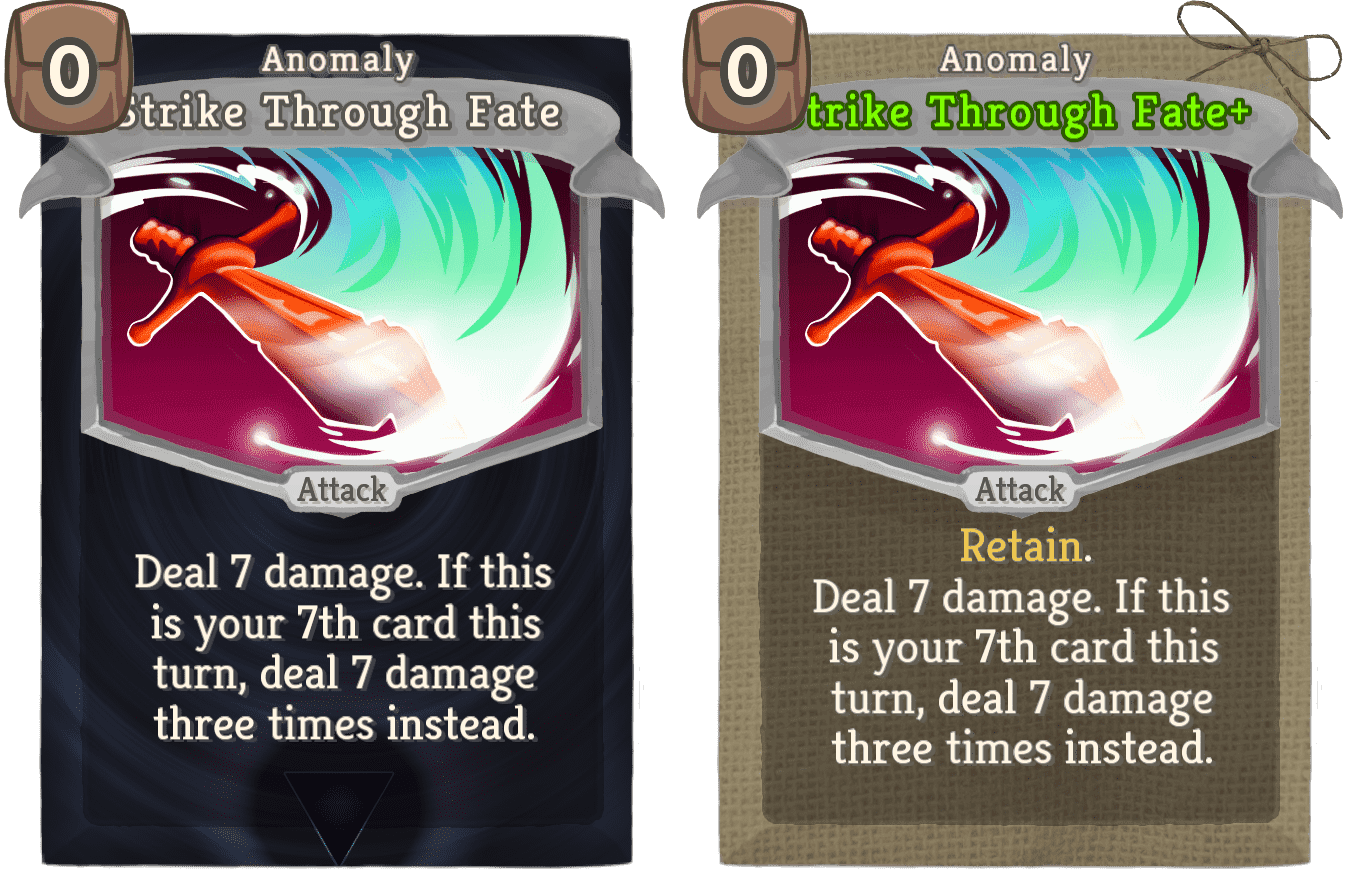 0
Anomaly
Strike Through Fate
Attack
Deal 7 damage. If this
is your 7th card this
turn, deal 7 damage
three times instead.
0
Anomaly
Strike Through Fate+
Attack
Retain.
Deal 7 damage. If this
is your 7th card this
turn, deal 7 damage
three times instead.